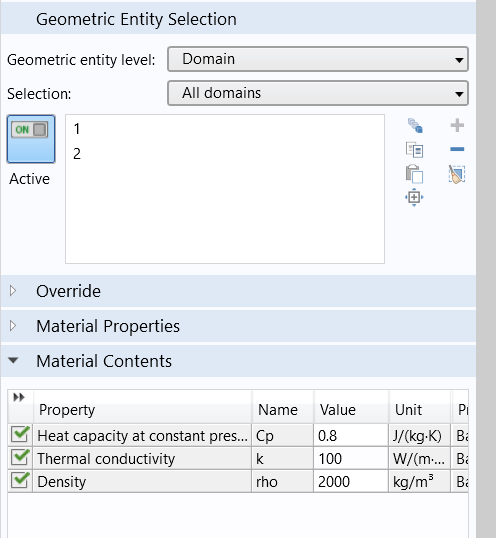 Geometric Entity Selection
Geometric entity level: Domain
Selection: All domains
ON
1
2
Active
Override
Material Properties
Material Contents
Property Name Value Unit Pr
Heat capacity at constant pres... Cp 0.8 J/(kg·K) Ba
Thermal conductivity k 100 W/(m·... Ba
Density rho 2000 kg/m³ Ba